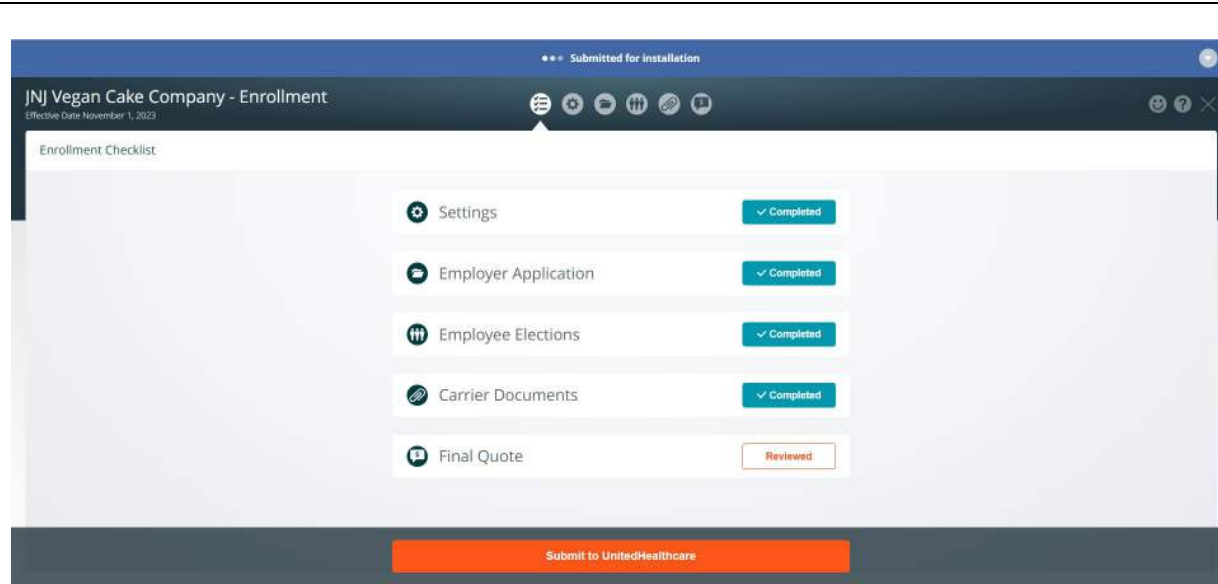 Submitted for installation
JNJ Vegan Cake Company - Enrollment
Effective Date November 1, 2023
Enrollment Checklist
Settings
Completed
Employer Application
Completed
Employee Elections
Completed
Carrier Documents
Completed
Final Quote
Reviewed
Submit to UnitedHealthcare